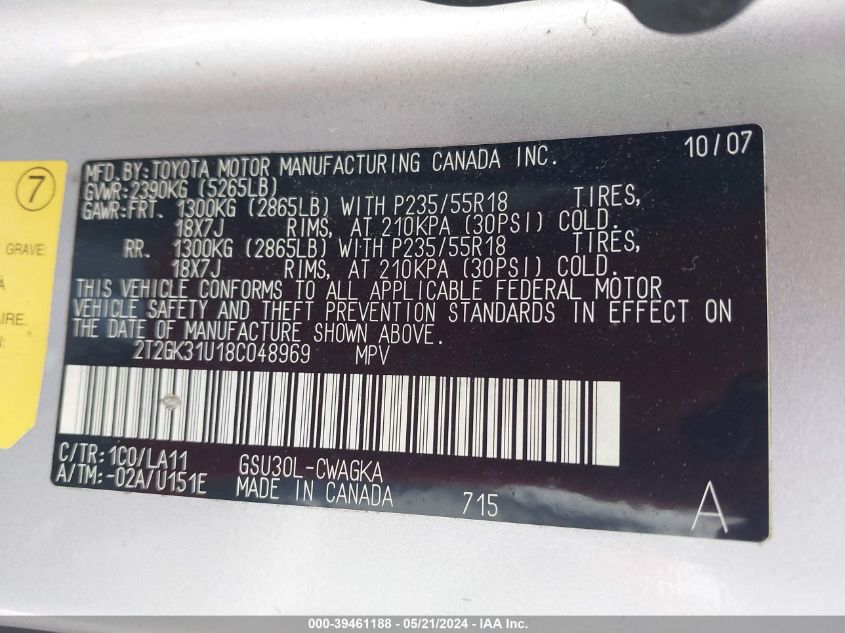 MFD.BY:TOYOTA MOTOR MANUFACTURING CANADA INC. 10/07
GVWR:2390KG (5265LB)
GAWR:FRT. 1300KG (2865LB) WITH P235/55R18 TIRES,
18X7J RIMS, AT 210KPA (30PSI) COLD.
RR. 1300KG (2865LB) WITH P235/55R18 TIRES,
18X7J RIMS, AT 210KPA (30PSI) COLD.
THIS VEHICLE CONFORMS TO ALL APPLICABLE FEDERAL MOTOR
VEHICLE SAFETY AND THEFT PREVENTION STANDARDS IN EFFECT ON
THE DATE OF MANUFACTURE SHOWN ABOVE.
2T2GK31U18C048969 MPV
C/TR:1C0/LA11 GSU30L-CWAGKA
A/TM:-02A/U151E MADE IN CANADA 715 A
7
GRAVE
AIRE.
000-39461188 - 05/21/2024 - IAA Inc.